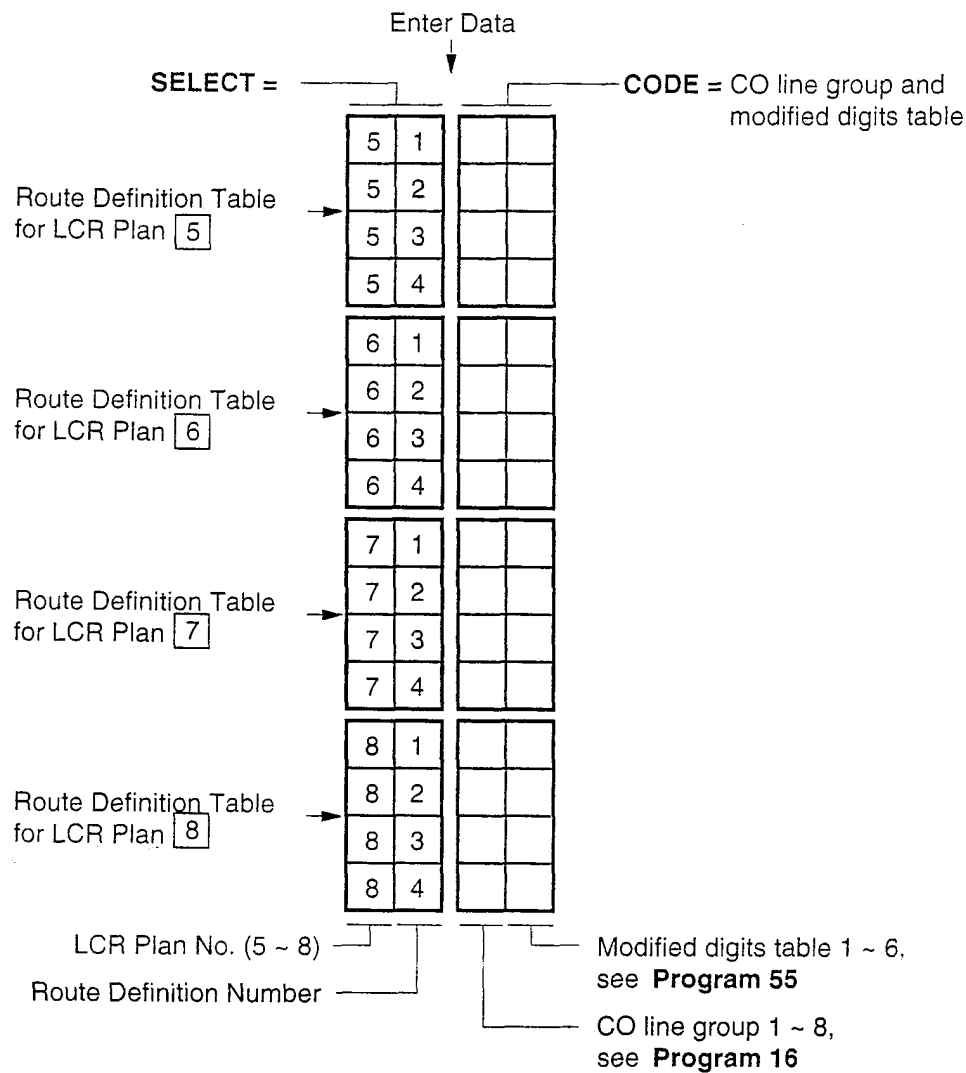 Enter Data
SELECT =
CODE = CO line group and
modified digits table
5 1
Route Definition Table
5 2
for LCR Plan 5
5 3
5 4
6 1
Route Definition Table
6 2
for LCR Plan 6
6 3
6 4
7 1
Route Definition Table
7 2
for LCR Plan 7
7 3
7 4
8 1
Route Definition Table
8 2
for LCR Plan 8
8 3
8 4
LCR Plan No. (5 ~ 8)
Route Definition Number
Modified digits table 1 ~ 6,
see Program 55
CO line group 1 ~ 8,
see Program 16